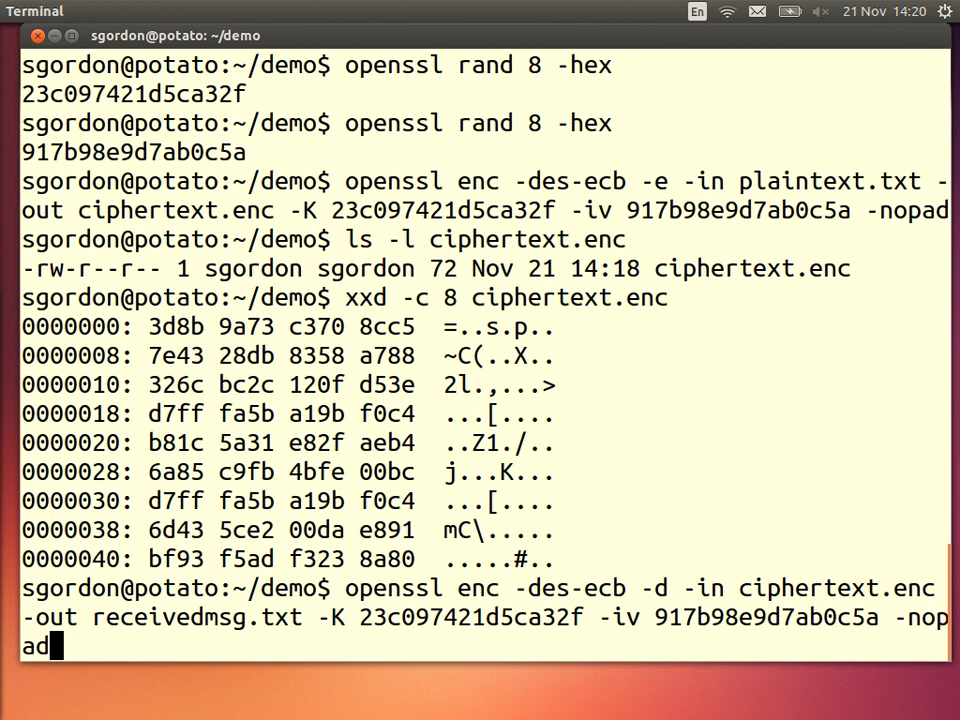 Terminal En 21 Nov 14:20
sgordon@potato: ~/demo
sgordon@potato:~/demo$ openssl rand 8 -hex
23c097421d5ca32f
sgordon@potato:~/demo$ openssl rand 8 -hex
917b98e9d7ab0c5a
sgordon@potato:~/demo$ openssl enc -des-ecb -e -in plaintext.txt -
out ciphertext.enc -K 23c097421d5ca32f -iv 917b98e9d7ab0c5a -nopad
sgordon@potato:~/demo$ ls -l ciphertext.enc
-rw-r--r-- 1 sgordon sgordon 72 Nov 21 14:18 ciphertext.enc
sgordon@potato:~/demo$ xxd -c 8 ciphertext.enc
0000000: 3d8b 9a73 c370 8cc5  =..s.p..
0000008: 7e43 28db 8358 a788  ~C(..X..
0000010: 326c bc2c 120f d53e  2l.,...>
0000018: d7ff fa5b a19b f0c4  ...[....
0000020: b81c 5a31 e82f aeb4  ..Z1./..
0000028: 6a85 c9fb 4bfe 00bc  j...K...
0000030: d7ff fa5b a19b f0c4  ...[....
0000038: 6d43 5ce2 00da e891  mC\.....
0000040: bf93 f5ad f323 8a80  .....#..
sgordon@potato:~/demo$ openssl enc -des-ecb -d -in ciphertext.enc
-out receivedmsg.txt -K 23c097421d5ca32f -iv 917b98e9d7ab0c5a -nop
ad